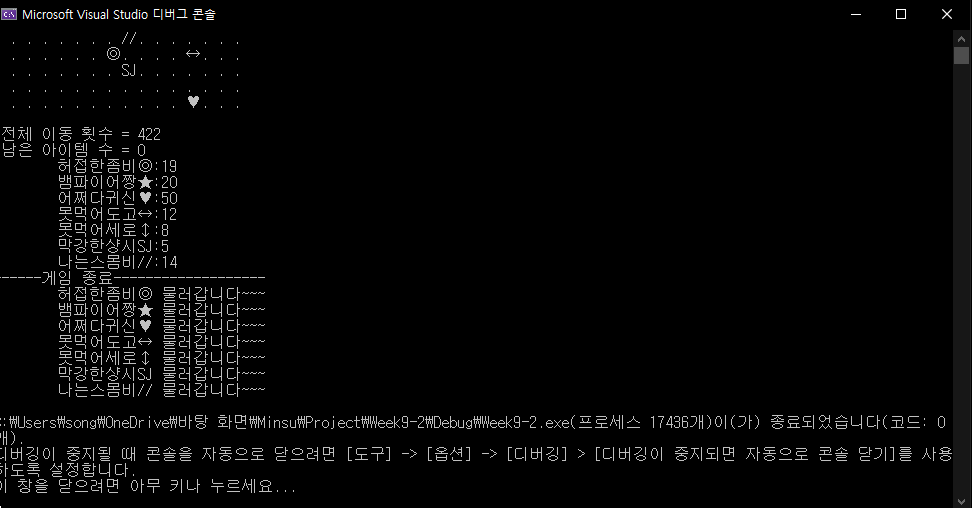 Microsoft Visual Studio 디버그 콘솔
. . . . . . . //. . . . . . .
. . . . . . ◎. . . . ↔. . .
. . . . . . . SJ. . . . . . .
. . . . . . . . . . . . . . .
. . . . . . . . . . . ♥. . .
전체 이동 횟수 = 422
남은 아이템 수 = 0
허접한좀비◎:19
뱀파이어짱★:20
어쩌다귀신♥:50
못먹어도고↔:12
못먹어세로↕:8
막강한샹시SJ:5
나는스몸비//:14
------게임 종료--------------------
허접한좀비◎ 물러갑니다~~~
뱀파이어짱★ 물러갑니다~~~
어쩌다귀신♥ 물러갑니다~~~
못먹어도고↔ 물러갑니다~~~
못먹어세로↕ 물러갑니다~~~
막강한샹시SJ 물러갑니다~~~
나는스몸비// 물러갑니다~~~
:₩Users₩song₩OneDrive₩바탕 화면₩Minsu₩Project₩Week9-2₩Debug₩Week9-2.exe(프로세스 17436개)이(가) 종료되었습니다(코드: 0
개).
디버깅이 중지될 때 콘솔을 자동으로 닫으려면 [도구] -> [옵션] -> [디버깅] > [디버깅이 중지되면 자동으로 콘솔 닫기]를 사용
하도록 설정합니다.
이 창을 닫으려면 아무 키나 누르세요...